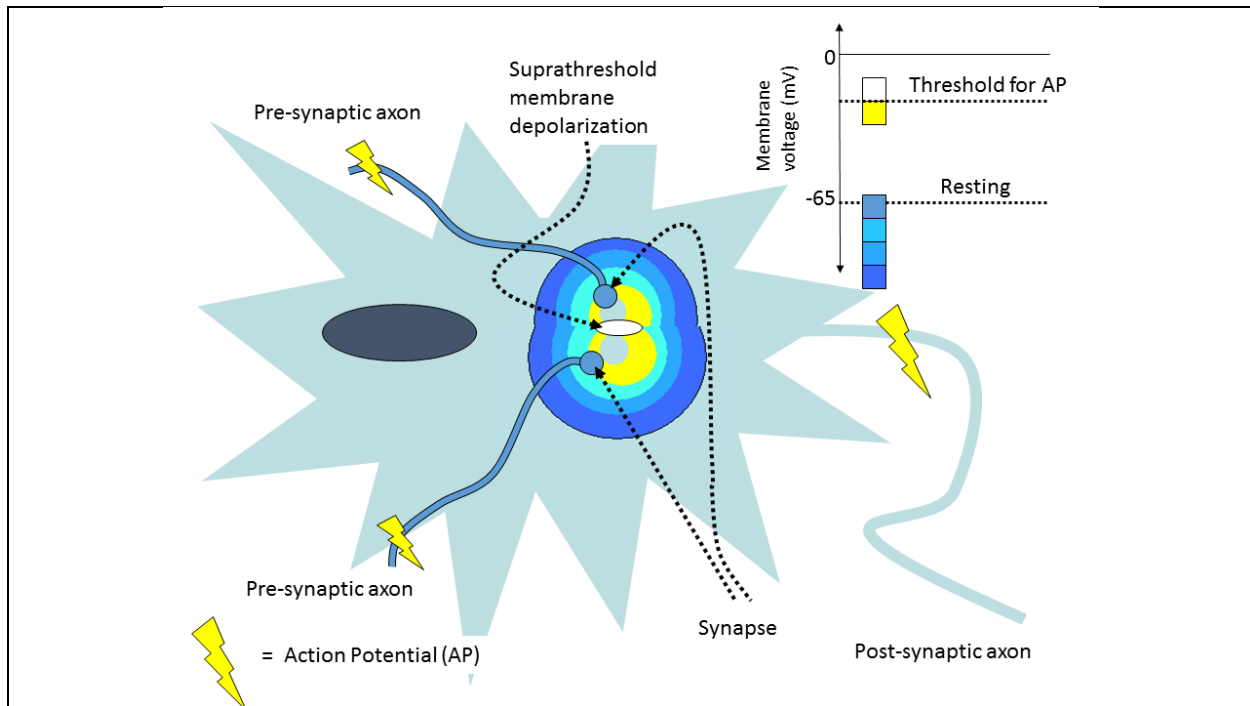 Suprathreshold
membrane
depolarization
Pre-synaptic axon
Membrane
voltage (mV)
0
Threshold for AP
-65
Resting
Pre-synaptic axon
Synapse
Post-synaptic axon
= Action Potential (AP)